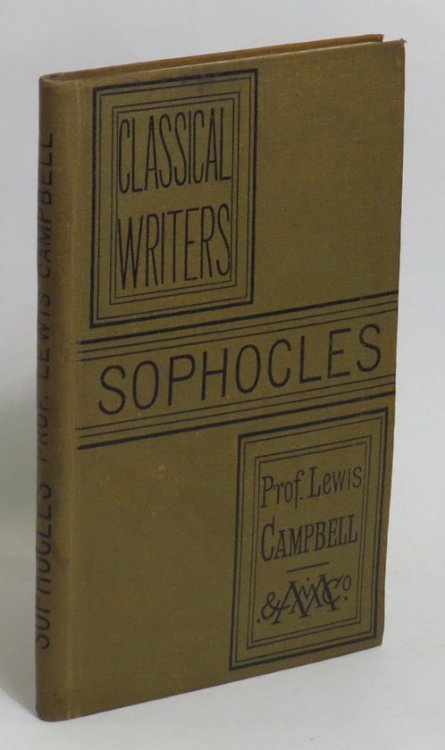 CLASSICAL
WRITERS
SOPHOCLES
Prof. Lewis
CAMPBELL
SOPHOCLES PROF. LEWIS CAMPBELL